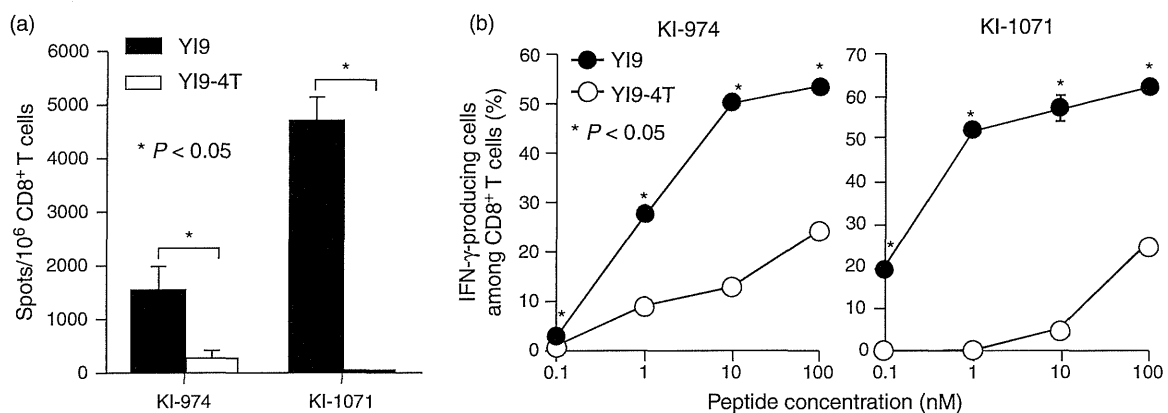 (a)
Spots/10⁶ CD8⁺ T cells
6000
5000
4000
3000
2000
1000
0
YI9
YI9-4T
* P < 0.05
*
*
KI-974
KI-1071
(b)
IFN-γ-producing cells
among CD8⁺ T cells (%)
KI-974
60
50
40
30
20
10
0
YI9
YI9-4T
* P < 0.05
*
*
*
*
0.1
1
10
100
KI-1071
70
60
50
40
30
20
10
0
*
*
*
*
0.1
1
10
100
Peptide concentration (nM)